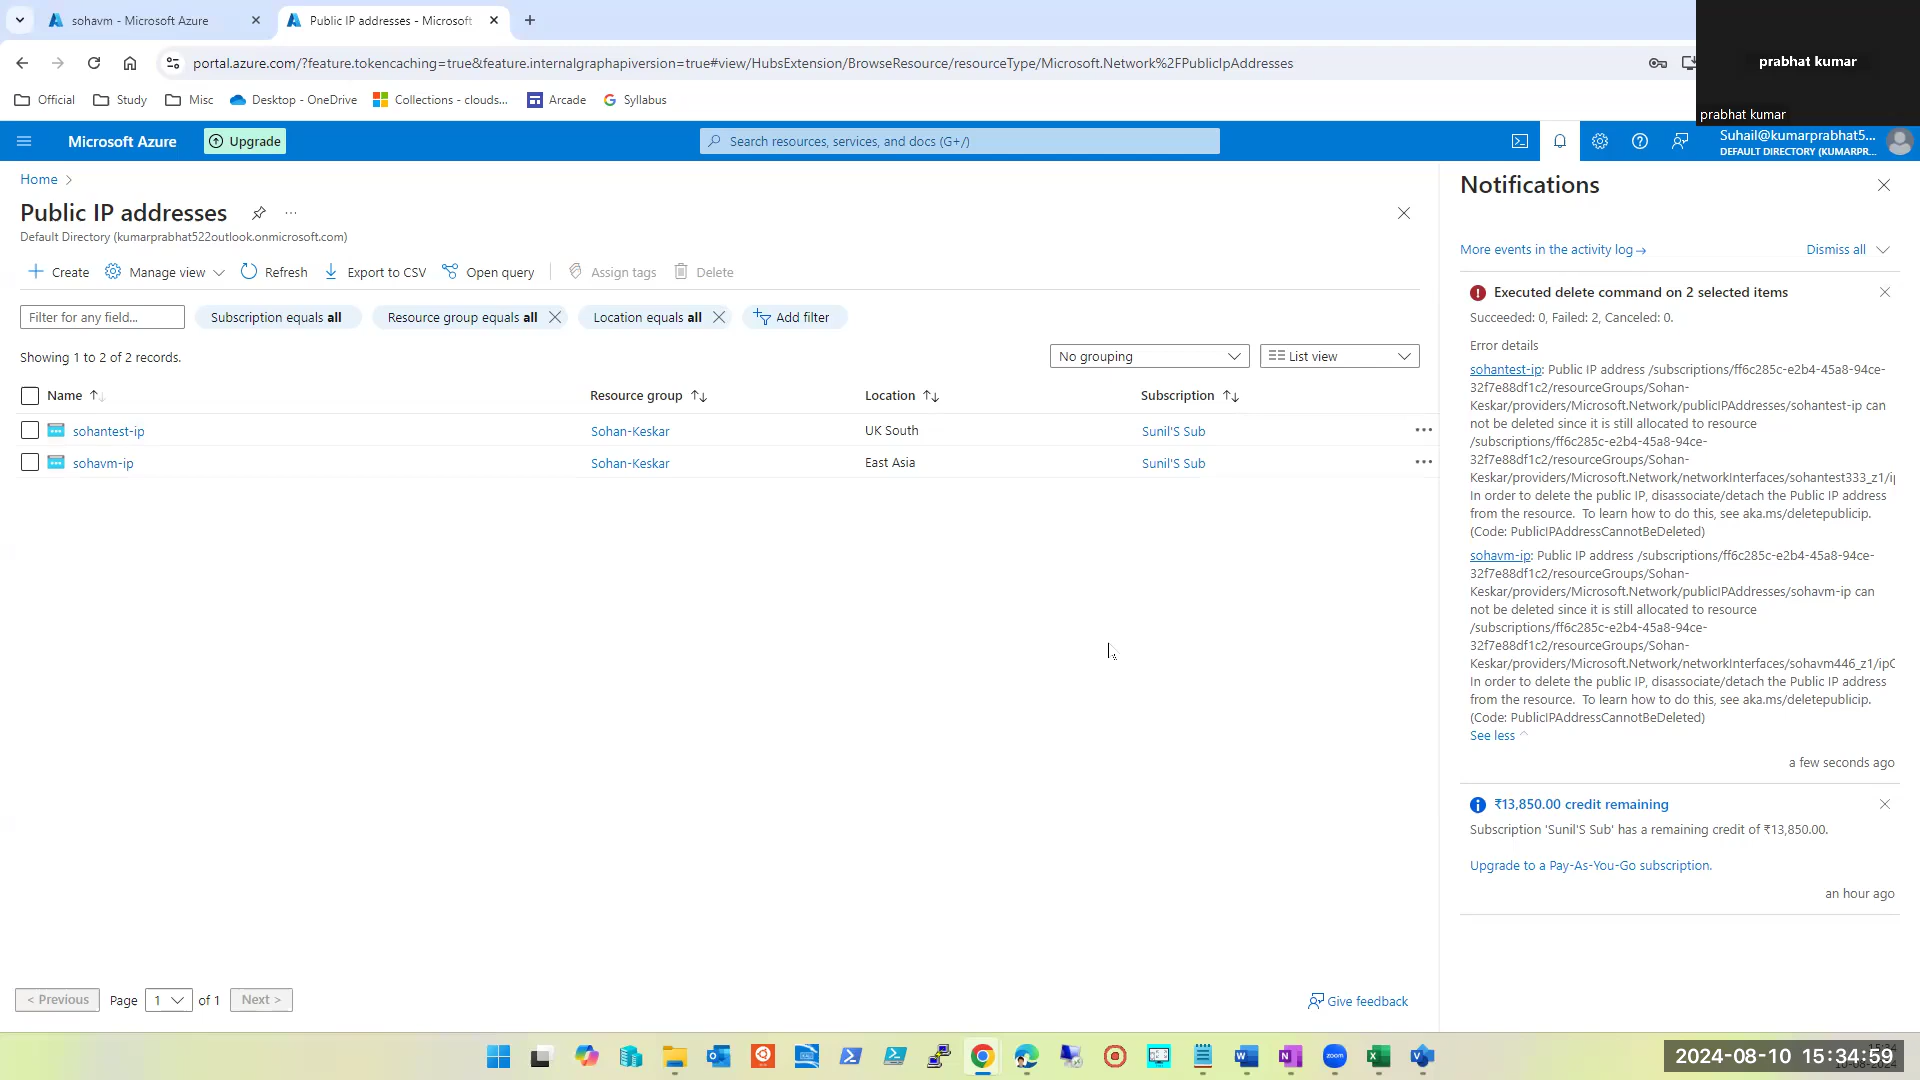 sohavm - Microsoft Azure
Public IP addresses - Microsoft
portal.azure.com/?feature.tokencaching=true&feature.internalgraphapiversion=true#view/HubsExtension/BrowseResource/resourceType/Microsoft.Network%2FPublicIpAddresses
Official
Study
Misc
Desktop - OneDrive
Collections - clouds...
Arcade
Syllabus
prabhat kumar
prabhat kumar
Microsoft Azure
Upgrade
Search resources, services, and docs (G+/)
Suhail@kumarprabhat5...
DEFAULT DIRECTORY (KUMARPR...
Home
Public IP addresses
Default Directory (kumarprabhat522outlook.onmicrosoft.com)
Create
Manage view
Refresh
Export to CSV
Open query
Assign tags
Delete
Filter for any field...
Subscription equals all
Resource group equals all
Location equals all
Add filter
Showing 1 to 2 of 2 records.
No grouping
List view
Name
Resource group
Location
Subscription
sohantest-ip
Sohan-Keskar
UK South
Sunil'S Sub
sohavm-ip
Sohan-Keskar
East Asia
Sunil'S Sub
< Previous
Page
1
of 1
Next >
Give feedback
Notifications
More events in the activity log→
Dismiss all
Executed delete command on 2 selected items
Succeeded: 0, Failed: 2, Canceled: 0.
Error details
sohantest-ip: Public IP address /subscriptions/ff6c285c-e2b4-45a8-94ce-
32f7e88df1c2/resourceGroups/Sohan-
Keskar/providers/Microsoft.Network/publicIPAddresses/sohantest-ip can
not be deleted since it is still allocated to resource
/subscriptions/ff6c285c-e2b4-45a8-94ce-
32f7e88df1c2/resourceGroups/Sohan-
Keskar/providers/Microsoft.Network/networkInterfaces/sohantest333_z1/ip
In order to delete the public IP, disassociate/detach the Public IP address
from the resource.  To learn how to do this, see aka.ms/deletepublicip.
(Code: PublicIPAddressCannotBeDeleted)
sohavm-ip: Public IP address /subscriptions/ff6c285c-e2b4-45a8-94ce-
32f7e88df1c2/resourceGroups/Sohan-
Keskar/providers/Microsoft.Network/publicIPAddresses/sohavm-ip can
not be deleted since it is still allocated to resource
/subscriptions/ff6c285c-e2b4-45a8-94ce-
32f7e88df1c2/resourceGroups/Sohan-
Keskar/providers/Microsoft.Network/networkInterfaces/sohavm446_z1/ipC
In order to delete the public IP, disassociate/detach the Public IP address
from the resource.  To learn how to do this, see aka.ms/deletepublicip.
(Code: PublicIPAddressCannotBeDeleted)
See less
a few seconds ago
₹13,850.00 credit remaining
Subscription 'Sunil'S Sub' has a remaining credit of ₹13,850.00.
Upgrade to a Pay-As-You-Go subscription.
an hour ago
2024-08-10 15:34:59